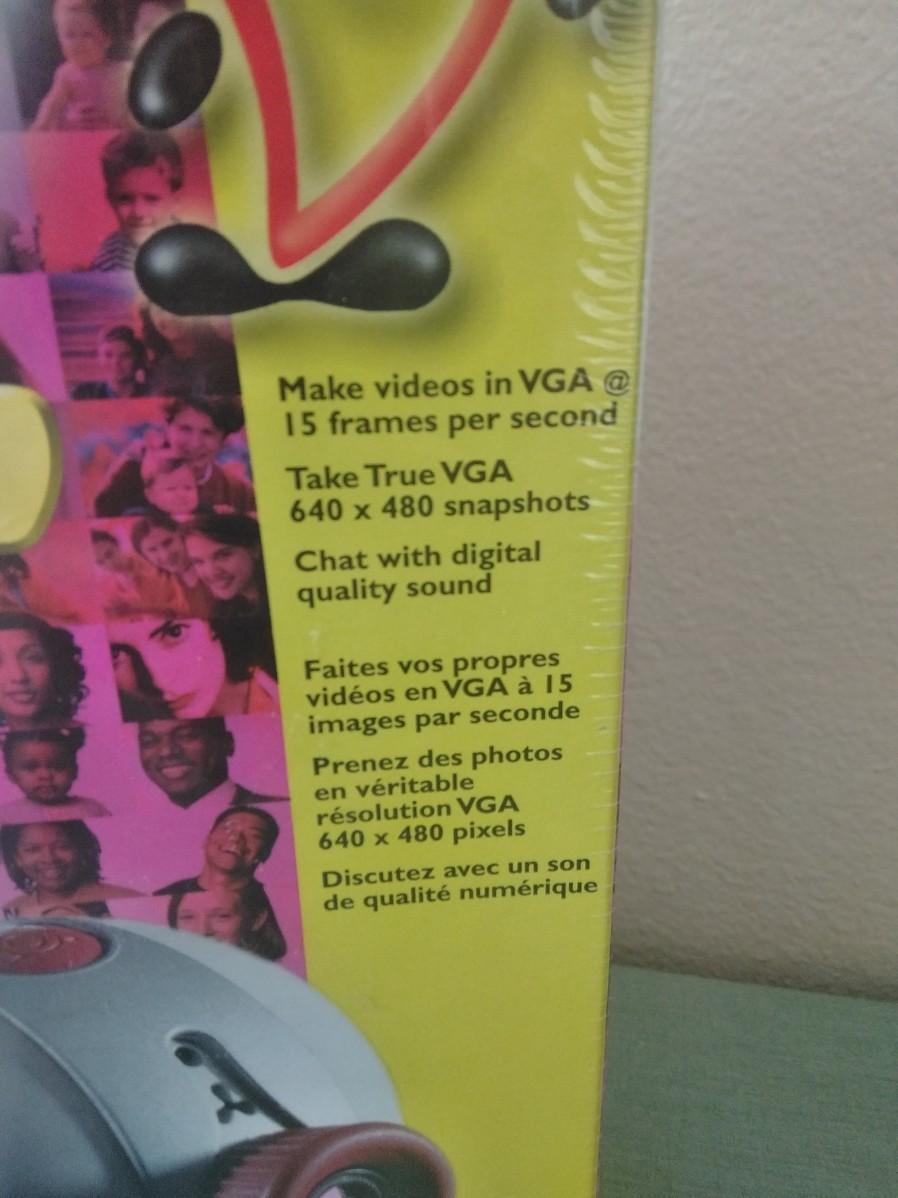 Make videos in VGA @
15 frames per second
Take True VGA
640 x 480 snapshots
Chat with digital
quality sound
Faites vos propres
vidéos en VGA à 15
images par seconde
Prenez des photos
en véritable
résolution VGA
640 x 480 pixels
Discutez avec un son
de qualité numérique